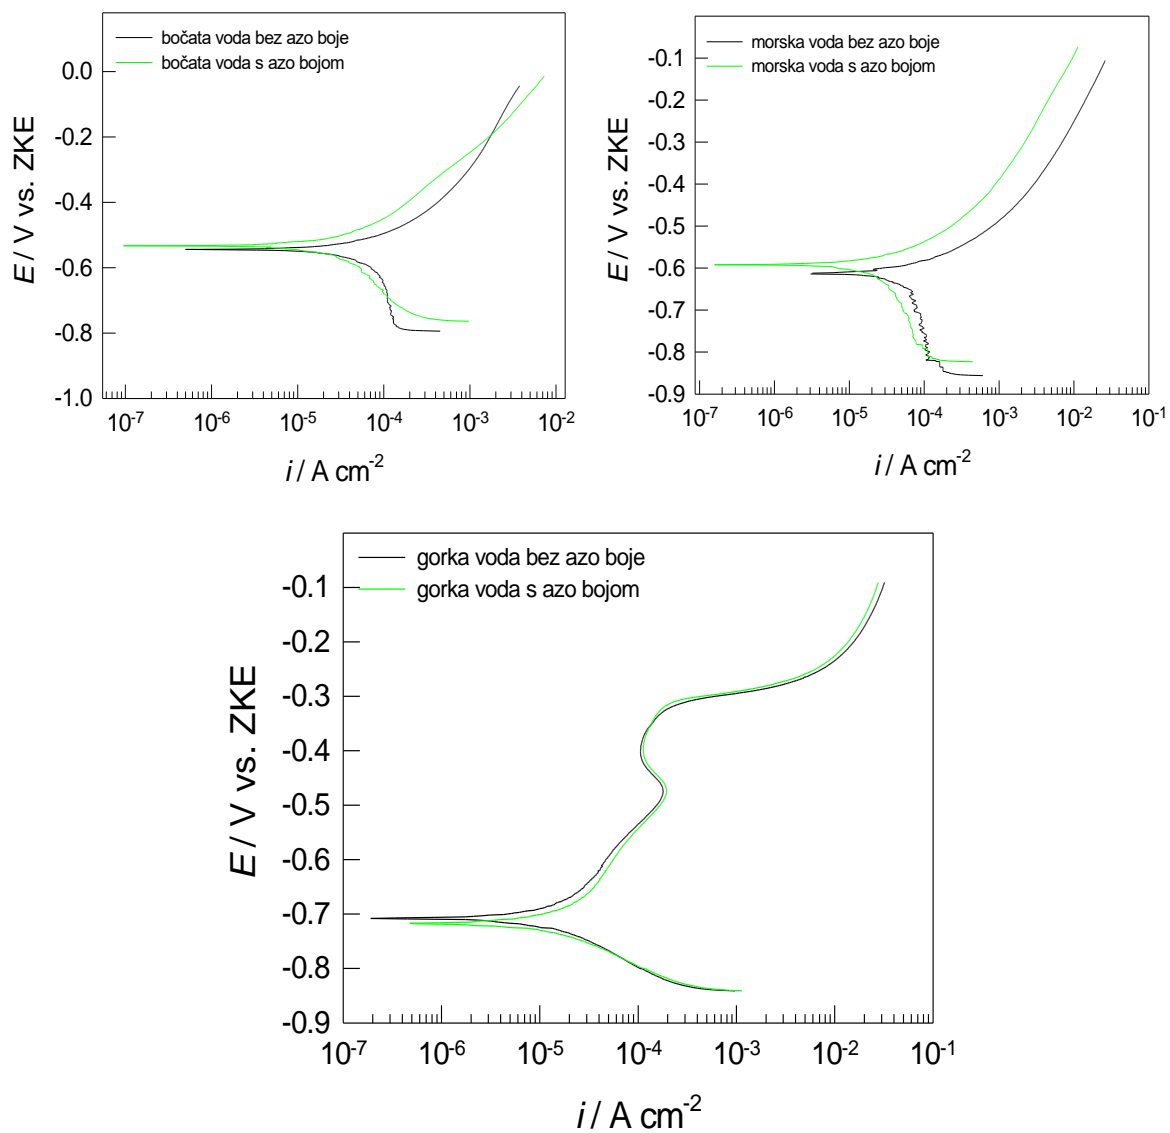 bočata voda bez azo boje
bočata voda s azo bojom
0.0
-0.2
-0.4
-0.6
-0.8
-1.0
E / V vs. ZKE
10-7 10-6 10-5 10-4 10-3 10-2
i / A cm-2
morska voda bez azo boje
morska voda s azo bojom
-0.1
-0.2
-0.3
-0.4
-0.5
-0.6
-0.7
-0.8
-0.9
E / V vs. ZKE
10-7 10-6 10-5 10-4 10-3 10-2 10-1
i / A cm-2
gorka voda bez azo boje
gorka voda s azo bojom
-0.1
-0.2
-0.3
-0.4
-0.5
-0.6
-0.7
-0.8
-0.9
E / V vs. ZKE
10-7 10-6 10-5 10-4 10-3 10-2 10-1
i / A cm-2